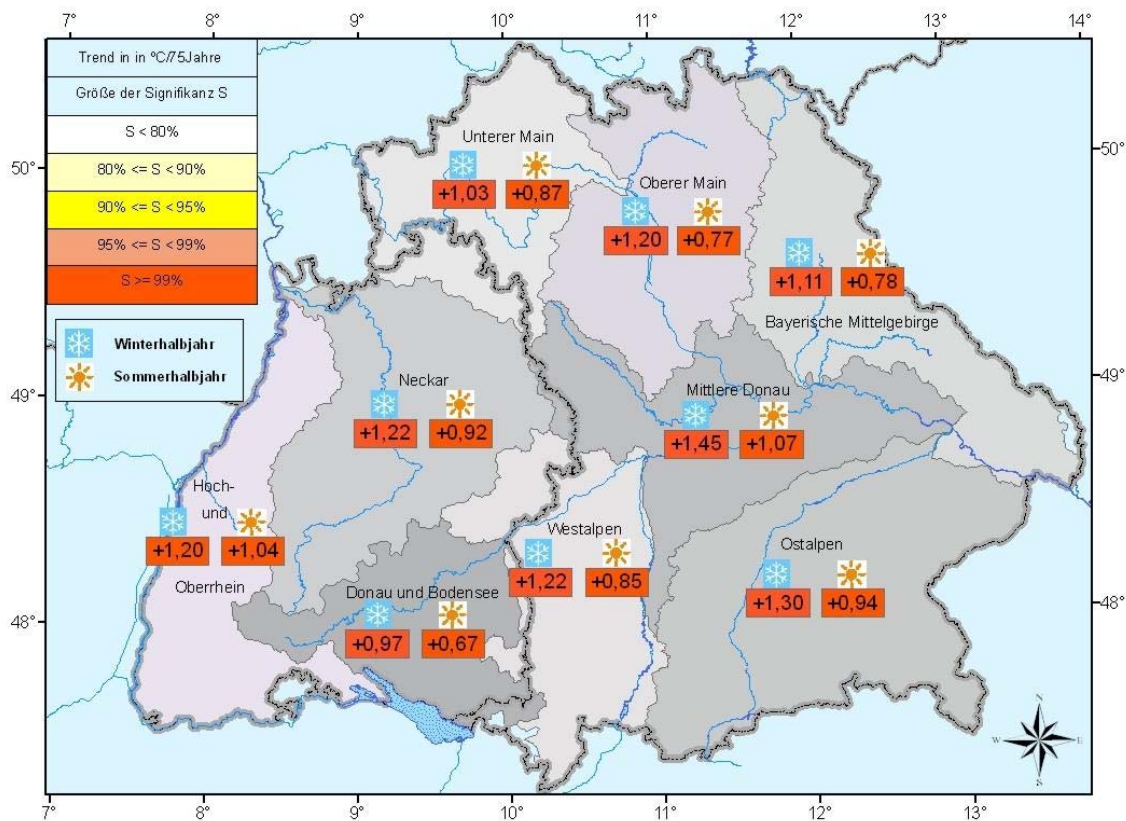 7° 8° 9° 10° 11° 12° 13° 14°
Trend in in ºC/75Jahre
Größe der Signifikanz S
S < 80%
80% <= S < 90%
90% <= S < 95%
95% <= S < 99%
S >= 99%
Winterhalbjahr
Sommerhalbjahr
50° 50°
49° 49°
48° 48°
Unterer Main
+1,03 +0,87
Oberer Main
+1,20 +0,77
+1,11 +0,78
Bayerische Mittelgebirge
Neckar
+1,22 +0,92
Mittlere Donau
+1,45 +1,07
Hoch-
und
+1,20 +1,04
Oberrhein
Westalpen
+1,22 +0,85
Ostalpen
+1,30 +0,94
Donau und Bodensee
+0,97 +0,67
N
W E
S
7° 8° 9° 10° 11° 12° 13°